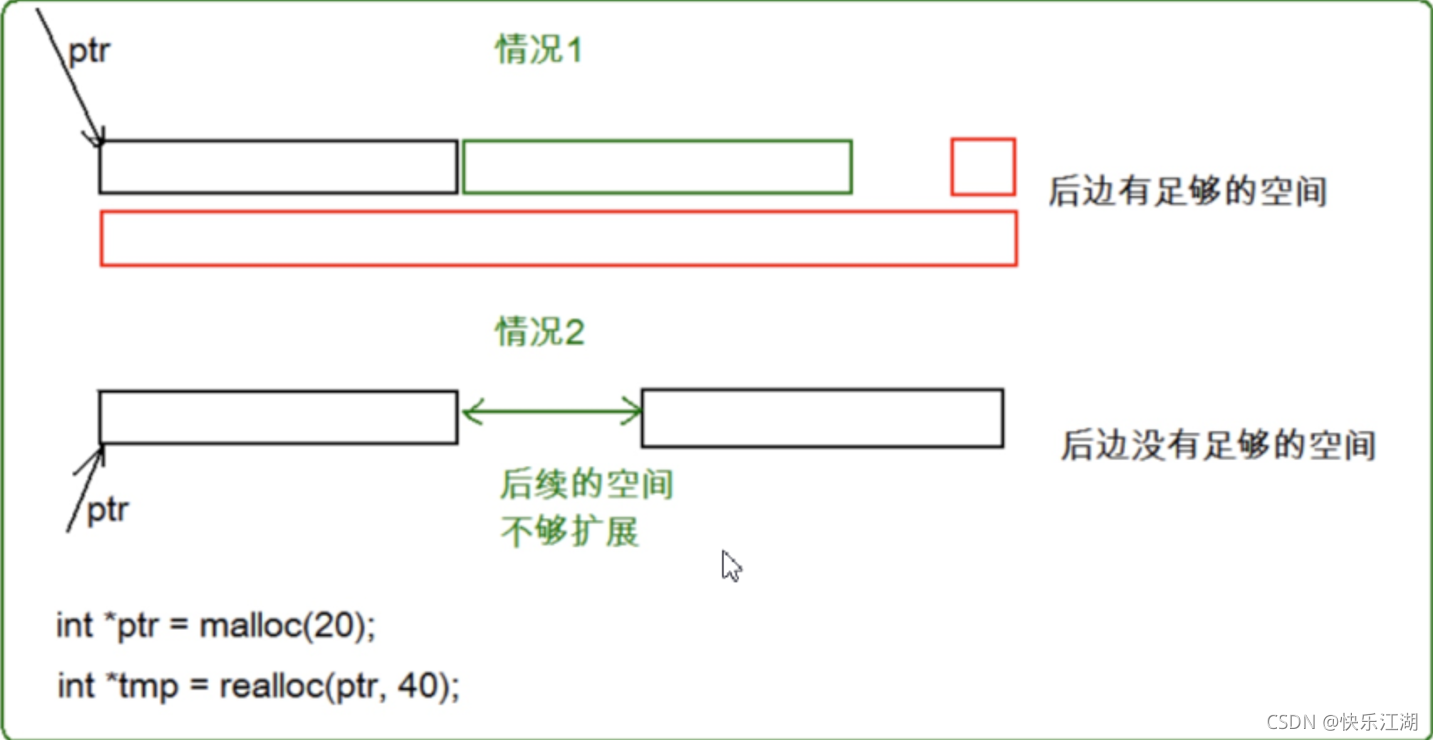 ptr
情况1
后边有足够的空间
情况2
后边没有足够的空间
后续的空间
不够扩展
ptr
int *ptr = malloc(20);
int *tmp = realloc(ptr, 40);
CSDN @快乐江湖